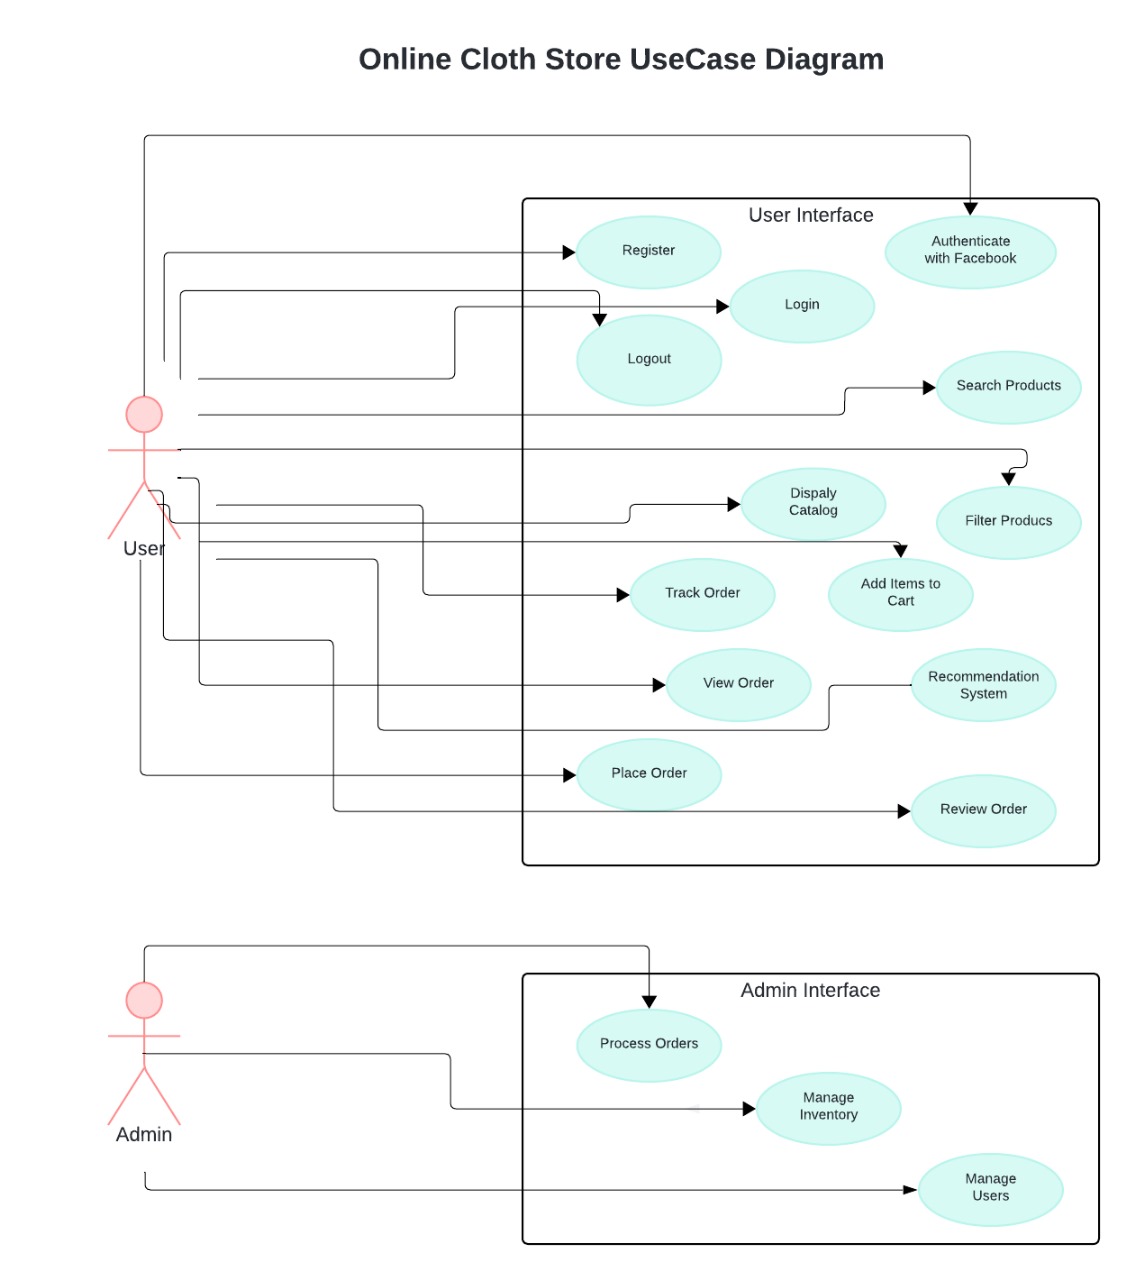 Online Cloth Store UseCase Diagram
User Interface
Register
Authenticate
with Facebook
Login
Logout
Search Products
Dispaly
Catalog
Filter Producs
User
Track Order
Add Items to
Cart
View Order
Recommendation
System
Place Order
Review Order
Admin Interface
Process Orders
Manage
Inventory
Admin
Manage
Users